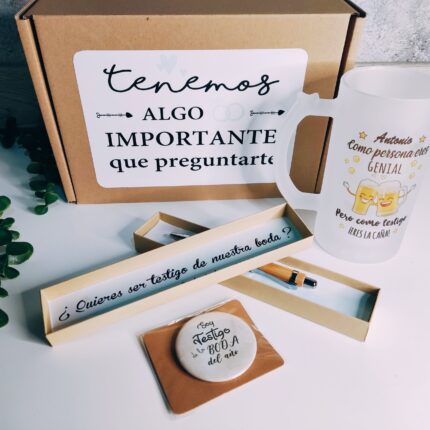 tenemos
ALGO
IMPORTANTE
que preguntarte
Antonio
Como persona eres
GENIAL
Pero como testigo
¡ERES LA CAÑA!
¿Quieres ser testigo de nuestra boda?
Soy
Testigo
de la
BODA
del año